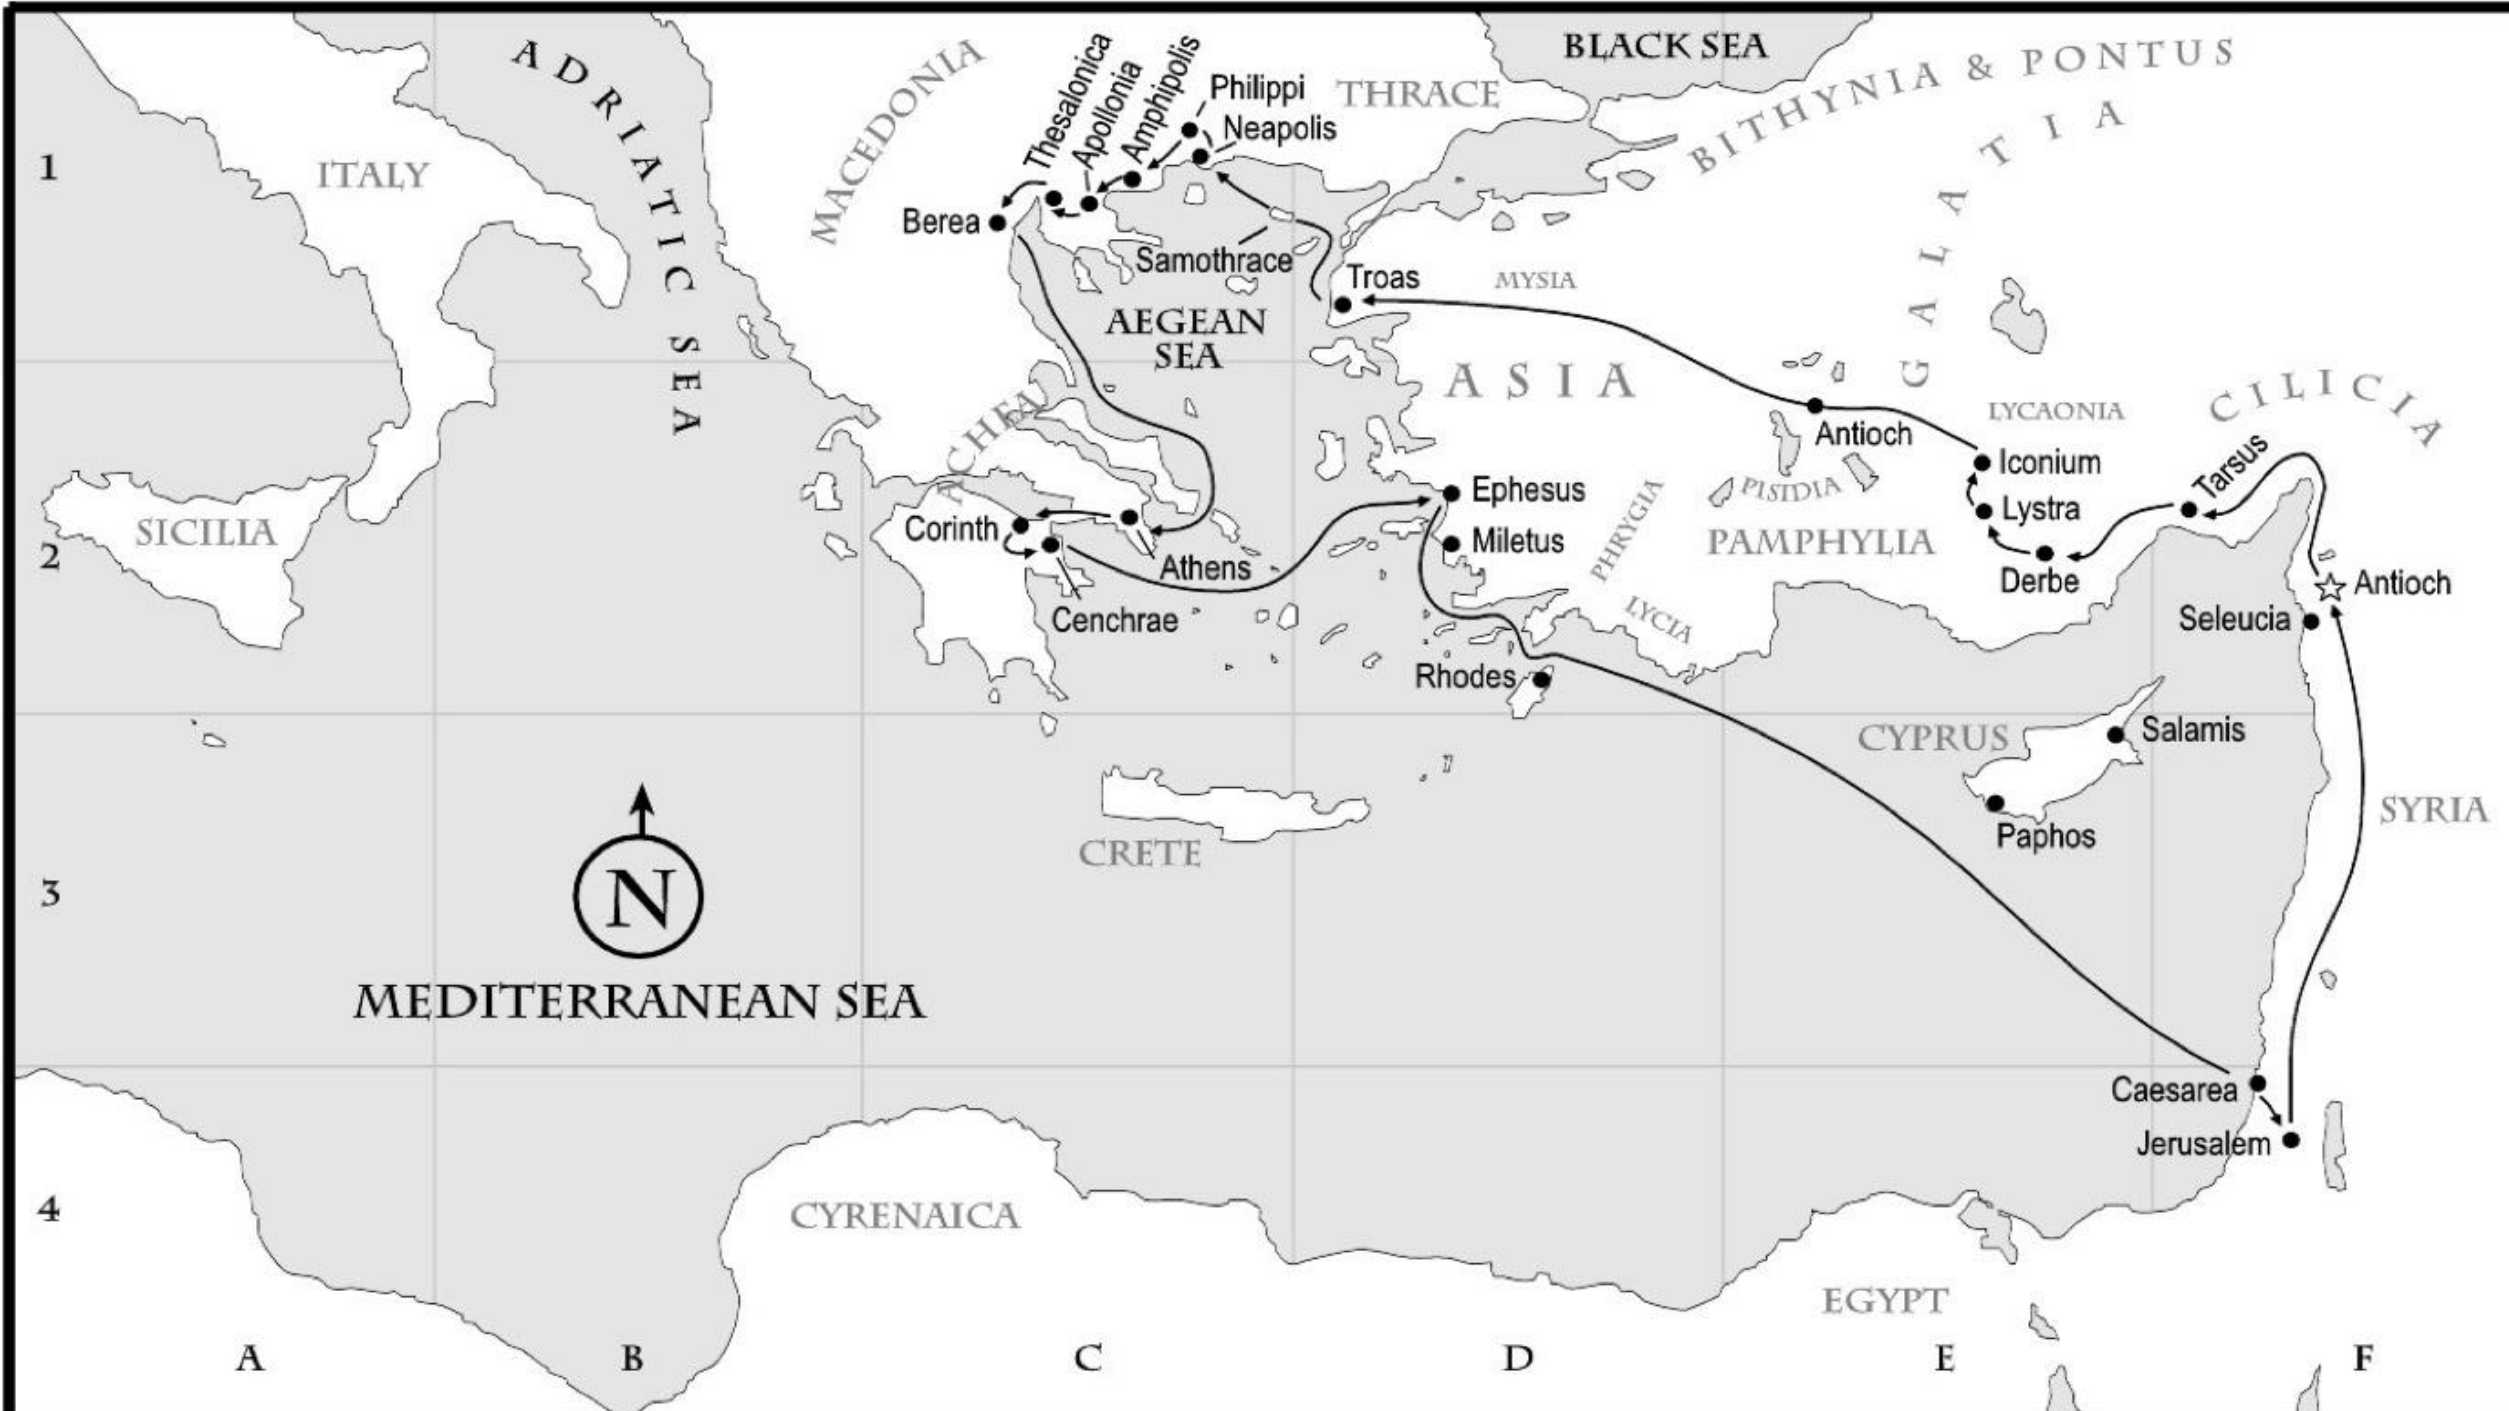 ADRIATIC SEA
MACEDONIA
Thesalonica
Apollonia
Amphipolis
Philippi
Neapolis
THRACE
BLACK SEA
BITHYNIA & PONTUS
GALATIA
1
ITALY
Berea
Samothrace
Troas
MYSIA
AEGEAN
SEA
ASIA
ACHEA
LYCAONIA
CILICIA
Antioch
Iconium
Tarsus
SICILIA
Corinth
Ephesus
PHRYGIA
PISIDIA
Lystra
2
Athens
Miletus
PAMPHYLIA
Derbe
Antioch
Cenchrae
LYCIA
Seleucia
Rhodes
CYPRUS
Salamis
CRETE
Paphos
SYRIA
3
N
MEDITERRANEAN SEA
Caesarea
Jerusalem
4
CYRENAICA
EGYPT
A
B
C
D
E
F